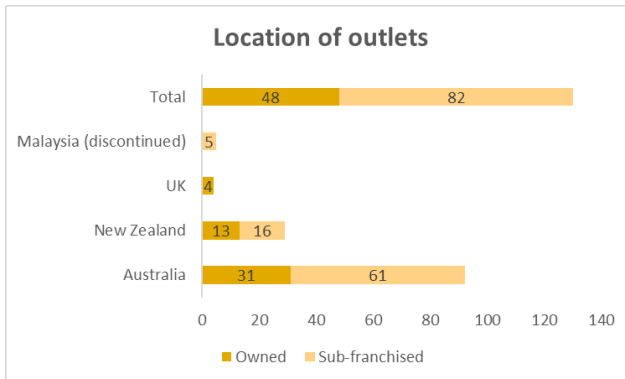 Location of outlets
Total 48 82
Malaysia (discontinued) 5
UK 4
New Zealand 13 16
Australia 31 61
0 20 40 60 80 100 120 140
Owned Sub-franchised